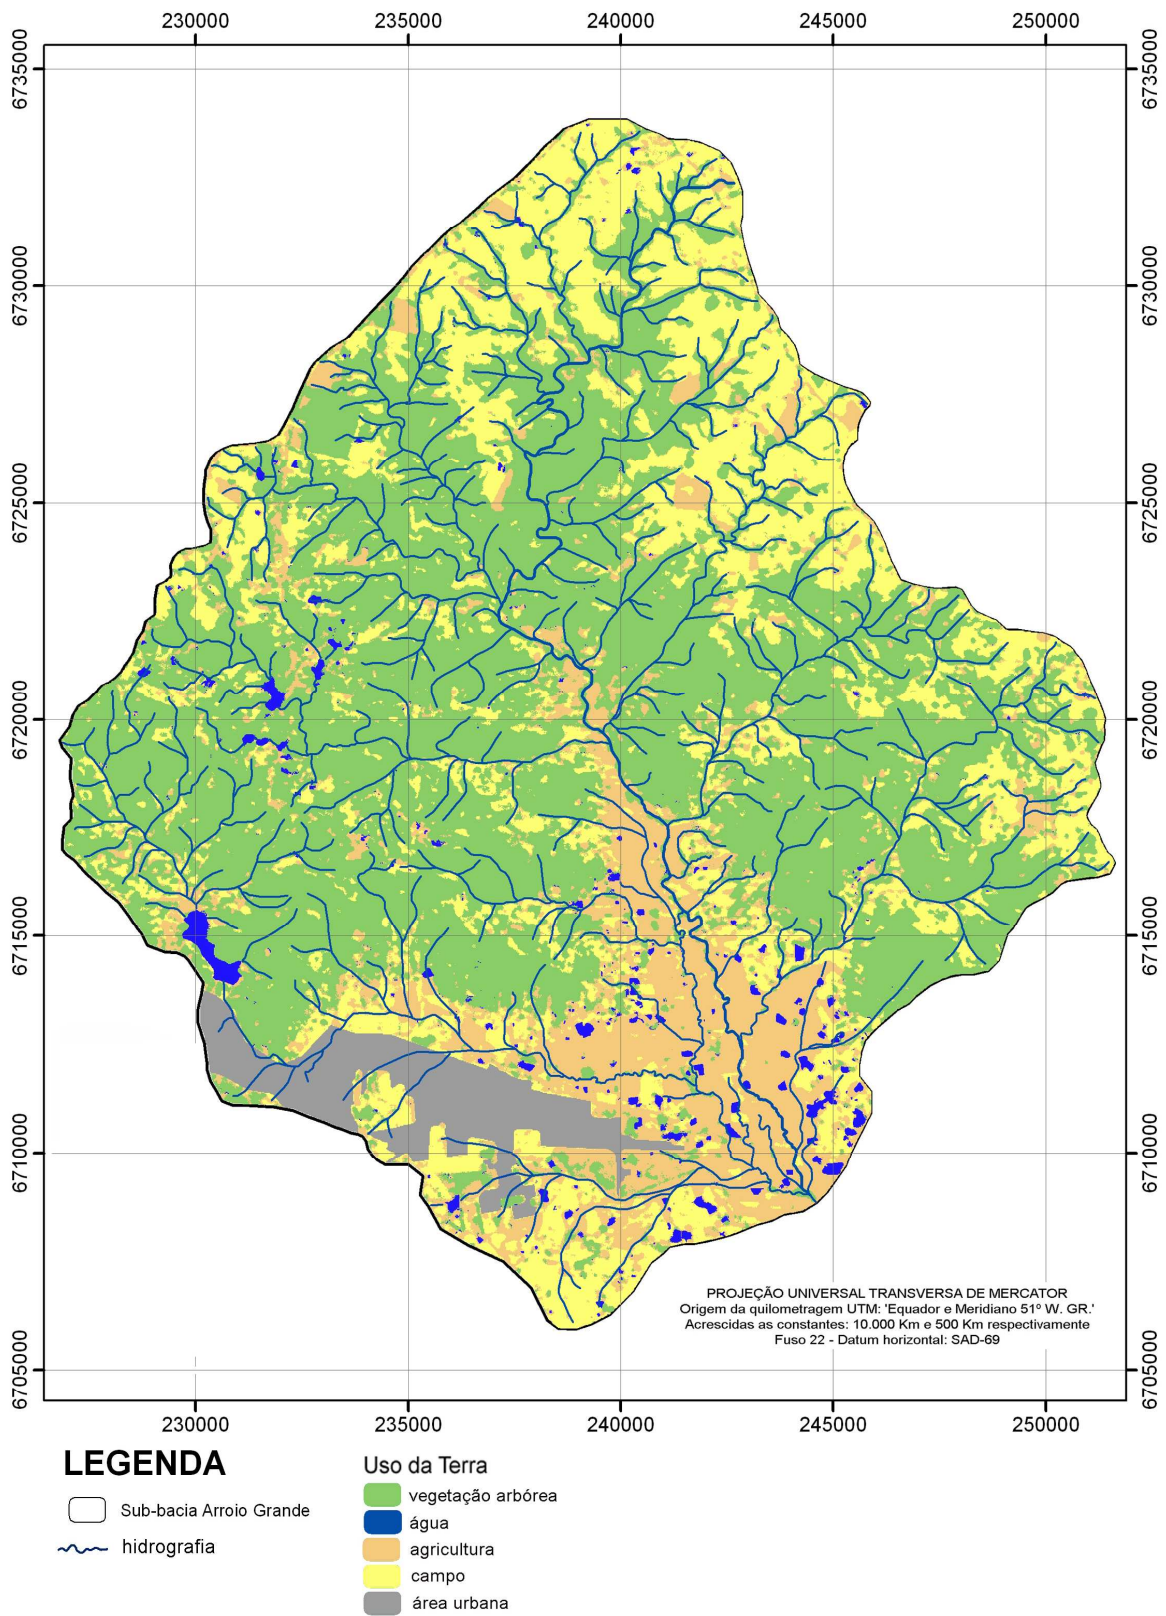 230000 235000 240000 245000 250000
6735000 6735000
6730000 6730000
6725000 6725000
6720000 6720000
6715000 6715000
6710000 6710000
6705000 6705000
PROJEÇÃO UNIVERSAL TRANSVERSA DE MERCATOR
Origem da quilometragem UTM: 'Equador e Meridiano 51º W. GR.'
Acrescidas as constantes: 10.000 Km e 500 Km respectivamente
Fuso 22 - Datum horizontal: SAD-69
230000 235000 240000 245000 250000
LEGENDA
Sub-bacia Arroio Grande
hidrografia
Uso da Terra
vegetação arbórea
água
agricultura
campo
área urbana